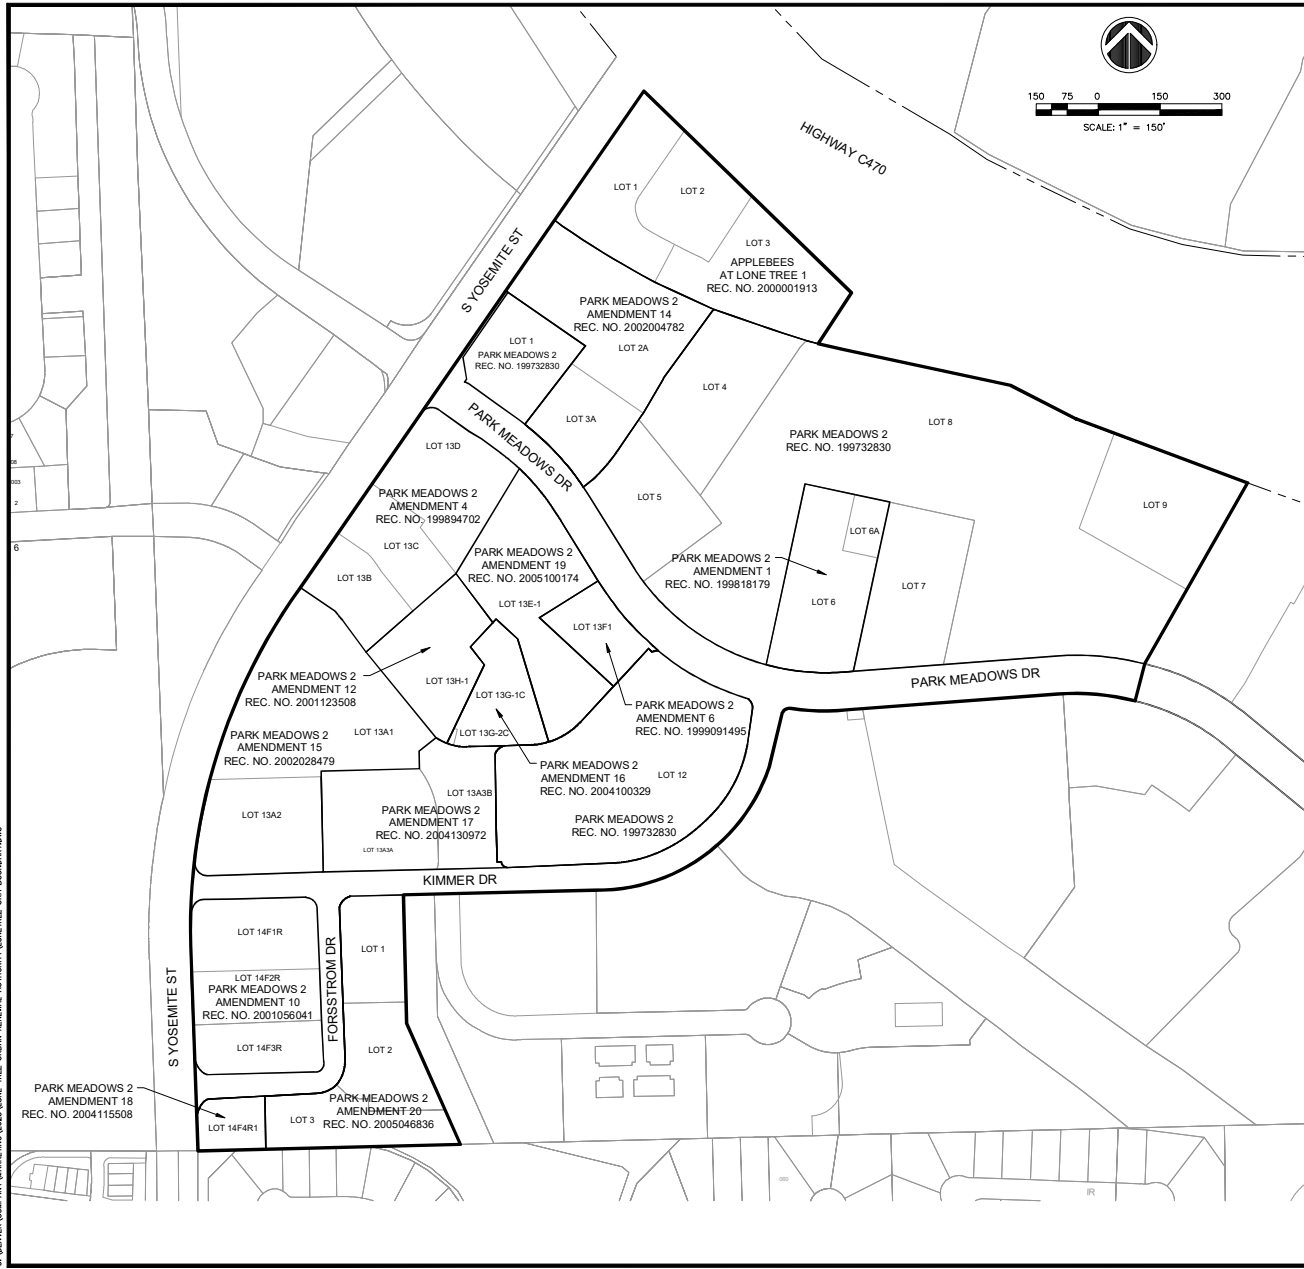 150 75 0 150 300
SCALE: 1" = 150'
HIGHWAY C470
LOT 1
LOT 2
LOT 3
APPLEBEES
AT LONE TREE 1
REC. NO. 2000001913
S YOSEMITE ST
PARK MEADOWS 2
AMENDMENT 14
REC. NO. 2002004782
LOT 2A
LOT 1
PARK MEADOWS 2
REC. NO. 199732830
LOT 3A
LOT 4
PARK MEADOWS DR
LOT 8
PARK MEADOWS 2
REC. NO. 199732830
LOT 13D
LOT 5
LOT 9
PARK MEADOWS 2
AMENDMENT 4
REC. NO. 199894702
LOT 13C
LOT 13B
LOT 6A
PARK MEADOWS 2
AMENDMENT 1
REC. NO. 199818179
LOT 6
LOT 7
PARK MEADOWS 2
AMENDMENT 19
REC. NO. 2005100174
LOT 13E-1
LOT 13F1
PARK MEADOWS 2
AMENDMENT 12
REC. NO. 2001123508
LOT 13H-1
LOT 13G-1C
PARK MEADOWS DR
PARK MEADOWS 2
AMENDMENT 6
REC. NO. 1999091495
LOT 13A1
LOT 13G-2C
PARK MEADOWS 2
AMENDMENT 15
REC. NO. 2002028479
PARK MEADOWS 2
AMENDMENT 16
REC. NO. 2004100329
LOT 12
LOT 13A3B
LOT 13A2
PARK MEADOWS 2
AMENDMENT 17
REC. NO. 2004130972
LOT 13A3A
PARK MEADOWS 2
REC. NO. 199732830
KIMMER DR
LOT 14F1R
LOT 1
LOT 14F2R
PARK MEADOWS 2
AMENDMENT 10
REC. NO. 2001056041
FORSSTROM DR
S YOSEMITE ST
LOT 14F3R
LOT 2
PARK MEADOWS 2
AMENDMENT 18
REC. NO. 2004115508
LOT 14F4R1
LOT 3
PARK MEADOWS 2
AMENDMENT 20
REC. NO. 2005046836
6
2
IR